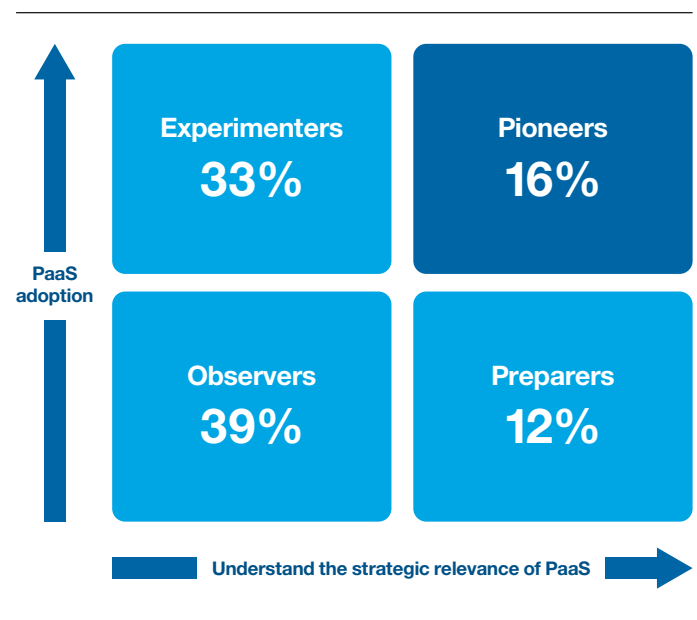 Experimenters
33%
Pioneers
16%
PaaS
adoption
Observers
39%
Preparers
12%
Understand the strategic relevance of PaaS